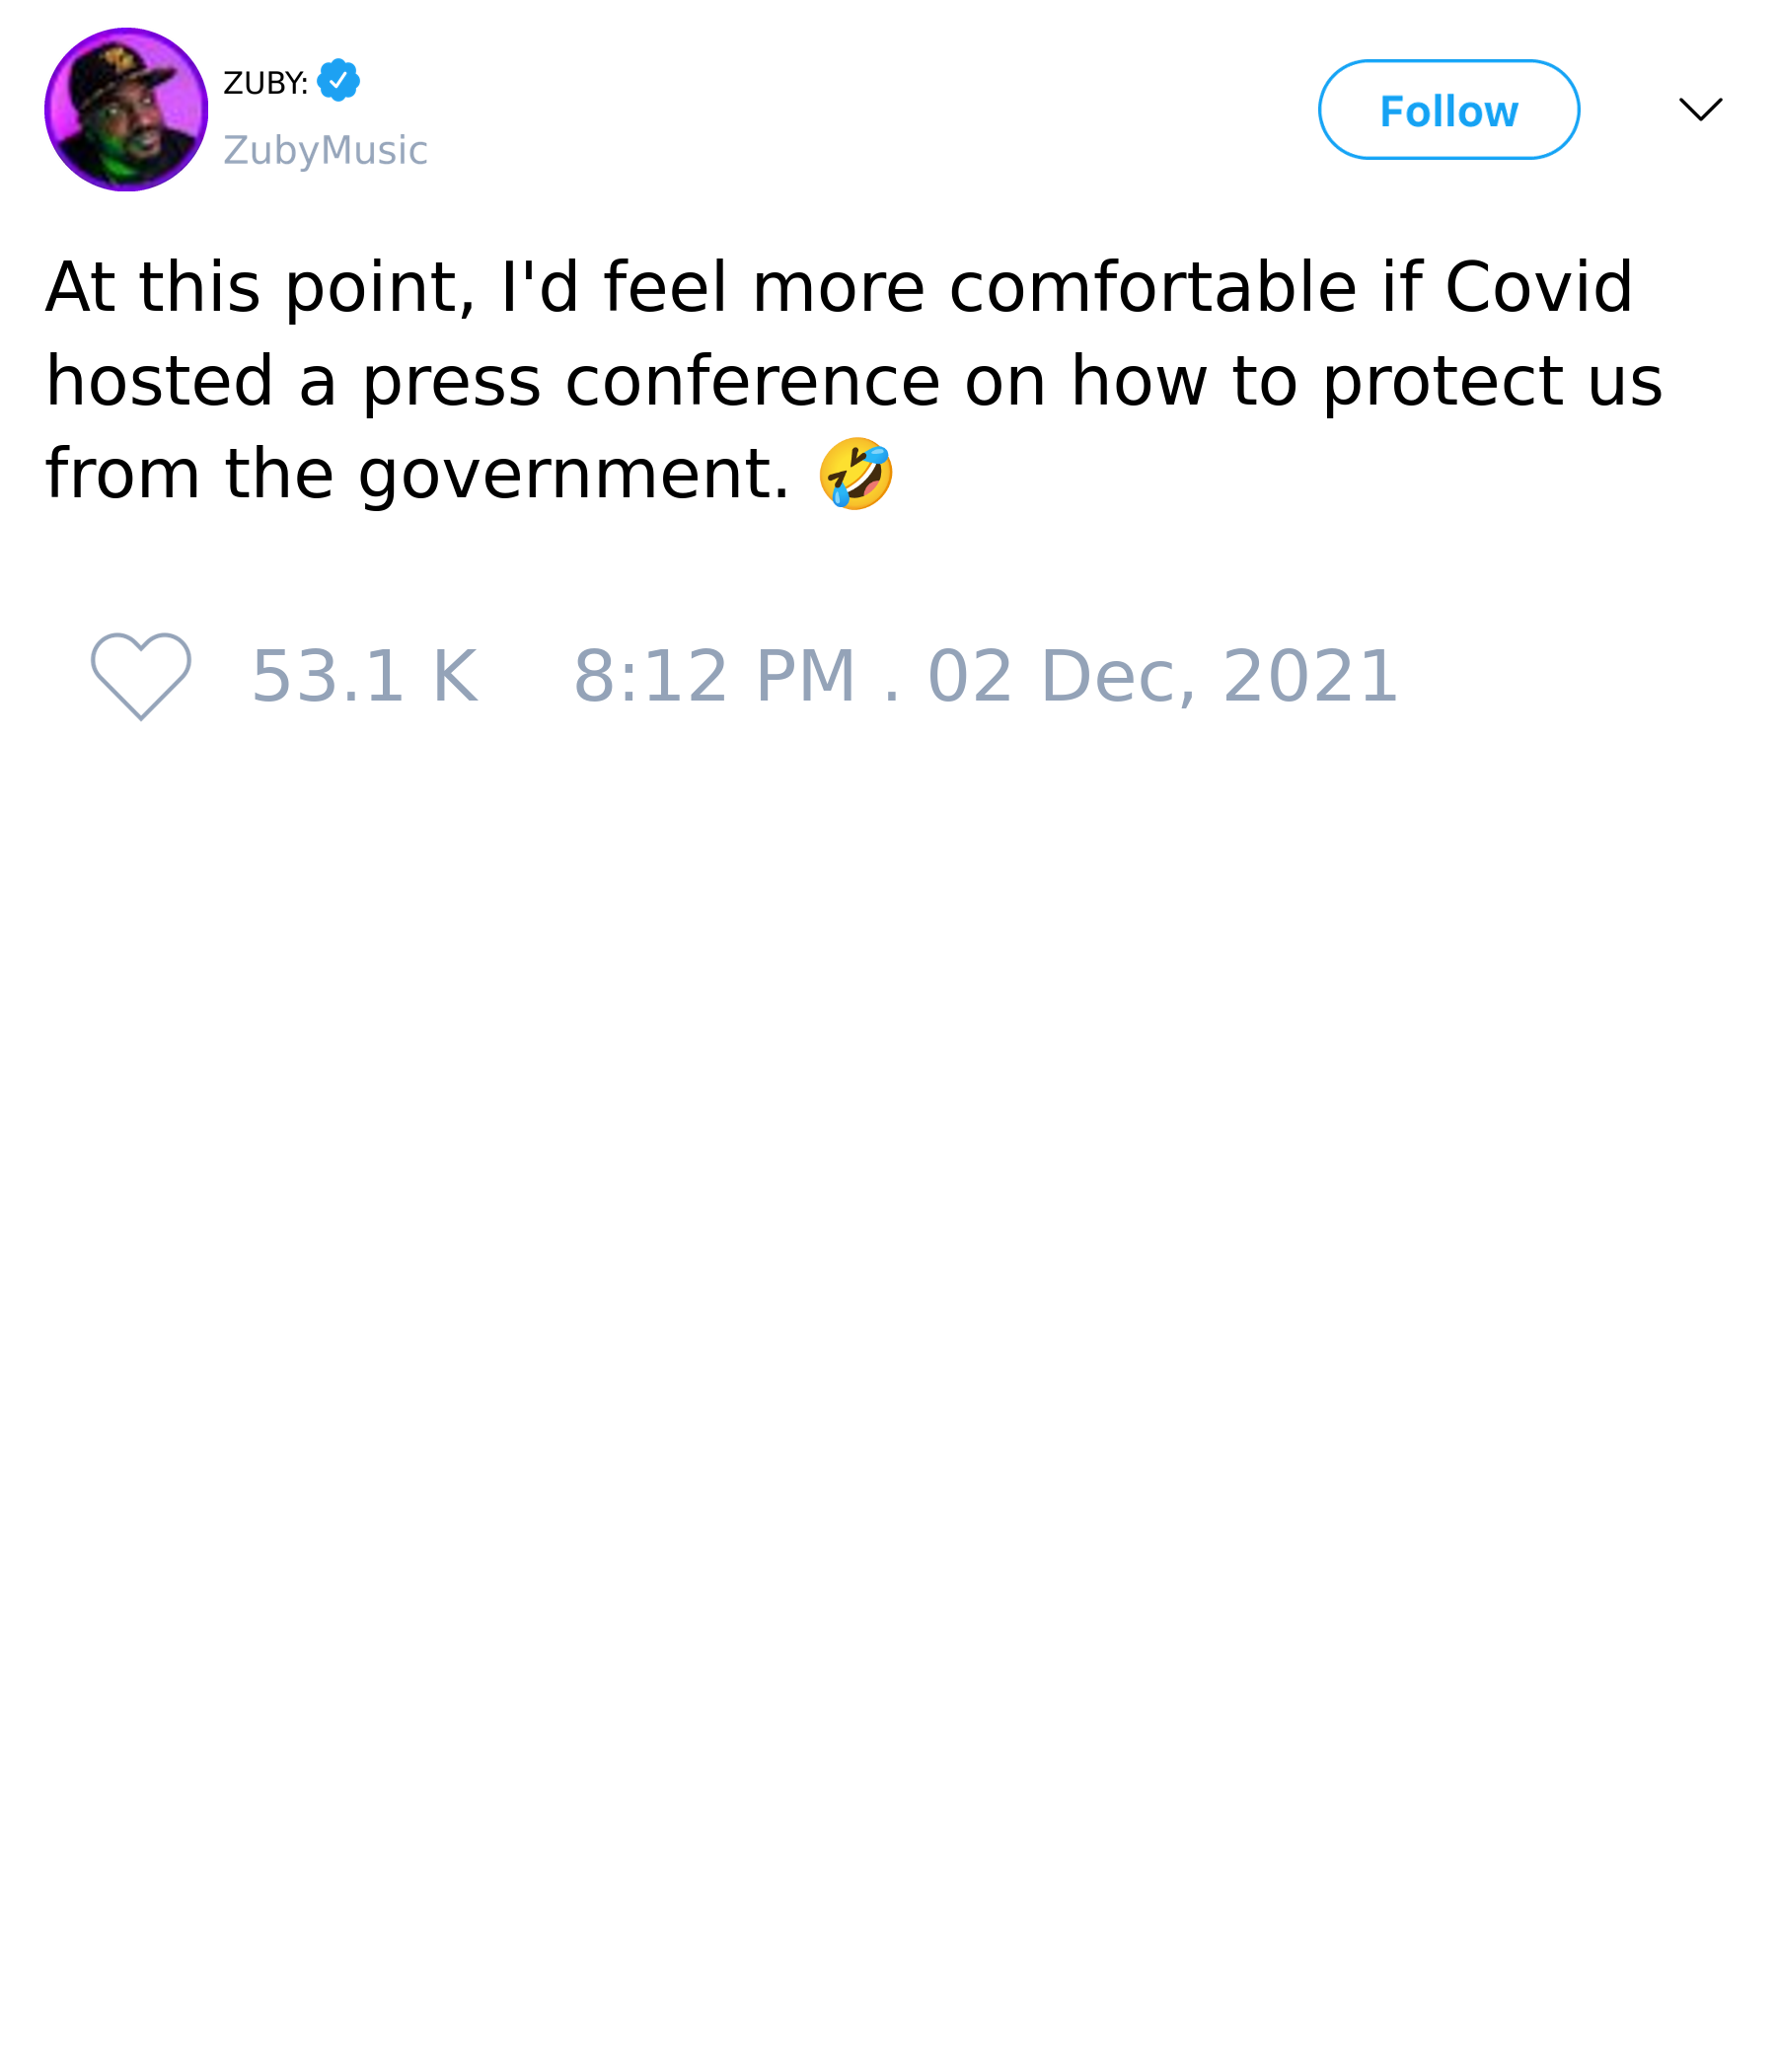 ZUBY:
ZubyMusic
Follow
At this point, I'd feel more comfortable if Covid
hosted a press conference on how to protect us
from the government. 🤣
53.1 K 8:12 PM . 02 Dec, 2021